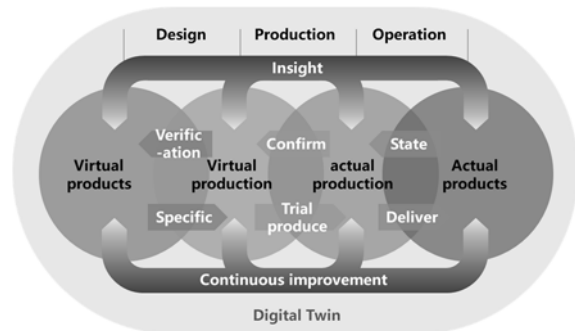 Design Production Operation
Insight
Verific Confirm State
-ation
Virtual Virtual actual Actual
products production production products
Specific Trial Deliver
produce
Continuous improvement
Digital Twin